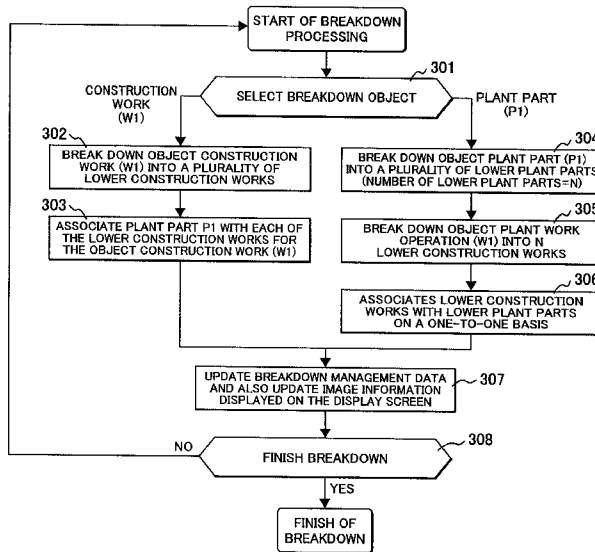 START OF BREAKDOWN
PROCESSING
301
SELECT BREAKDOWN OBJECT
CONSTRUCTION
WORK
(W1)
PLANT PART
(P1)
302
BREAK DOWN OBJECT CONSTRUCTION
WORK (W1) INTO A PLURALITY OF
LOWER CONSTRUCTION WORKS
303
ASSOCIATE PLANT PART P1 WITH EACH OF
THE LOWER CONSTRUCTION WORKS FOR
THE OBJECT CONSTRUCTION WORK (W1)
304
BREAK DOWN OBJECT PLANT PART (P1)
INTO A PLURALITY OF LOWER PLANT PARTS
(NUMBER OF LOWER PLANT PARTS=N)
305
BREAK DOWN OBJECT PLANT WORK
OPERATION (W1) INTO N
LOWER CONSTRUCTION WORKS
306
ASSOCIATES LOWER CONSTRUCTION
WORKS WITH LOWER PLANT PARTS
ON A ONE-TO-ONE BASIS
UPDATE BREAKDOWN MANAGEMENT DATA
AND ALSO UPDATE IMAGE INFORMATION
DISPLAYED ON THE DISPLAY SCREEN
307
308
NO
FINISH BREAKDOWN
YES
FINISH OF
BREAKDOWN